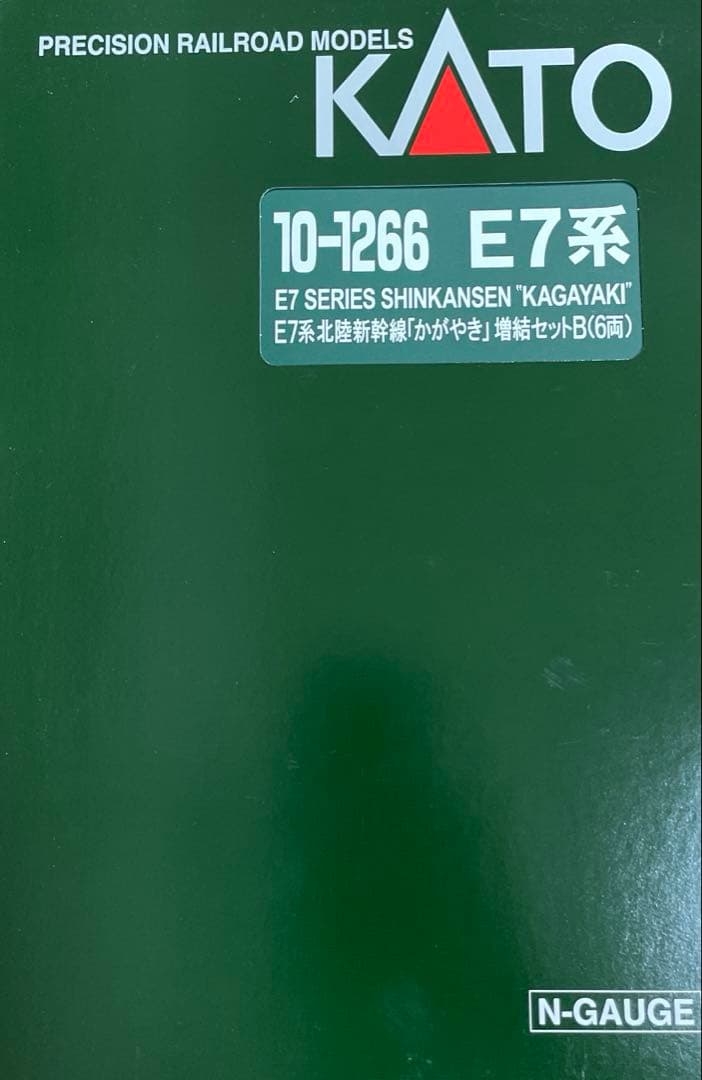 PRECISION RAILROAD MODELS
KATO
10-1266 E7系
E7 SERIES SHINKANSEN "KAGAYAKI"
E7系北陸新幹線「かがやき」増結セットB(6両)
N-GAUGE